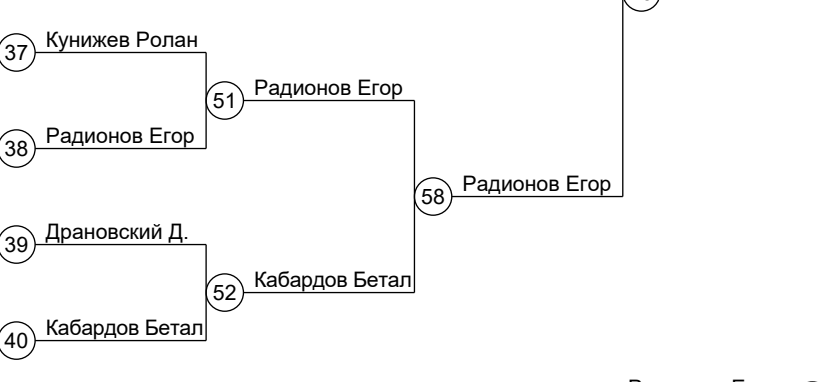 37 Кунижев Ролан
51 Радионов Егор
38 Радионов Егор
58 Радионов Егор
39 Драновский Д.
52 Кабардов Бетал
40 Кабардов Бетал